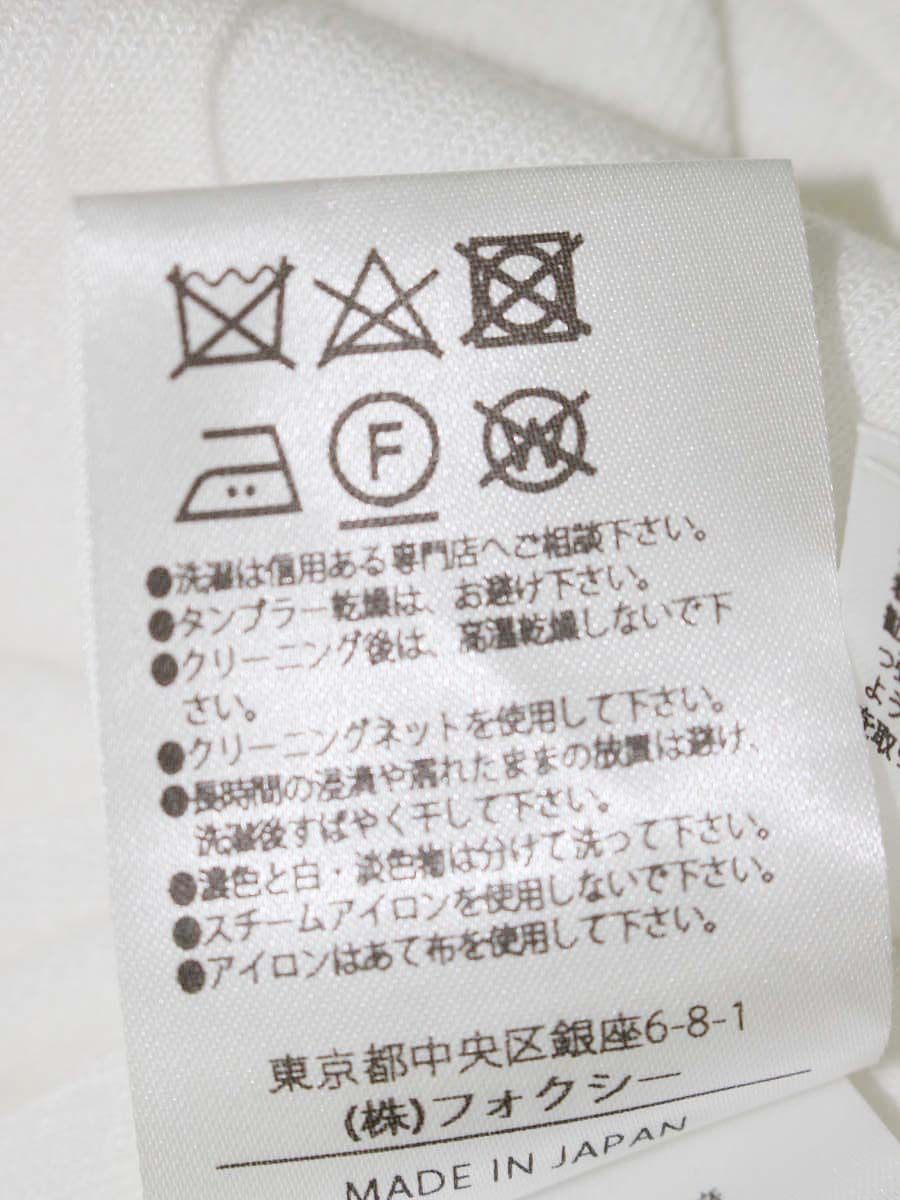 F
W
●洗濯は信用ある専門店へご相談下さい。
●タンブラー乾燥は、お避け下さい。
●クリーニング後は、高温乾燥しないで下
さい。
●クリーニングネットを使用して下さい。
●長時間の浸漬や濡れたままの放置は避け、
洗濯後すばやく干して下さい。
●濃色と白・淡色物は分けて洗って下さい。
●スチームアイロンを使用しないで下さい。
●アイロンはあて布を使用して下さい。
東京都中央区銀座6-8-1
(株)フォクシー
MADE IN JAPAN